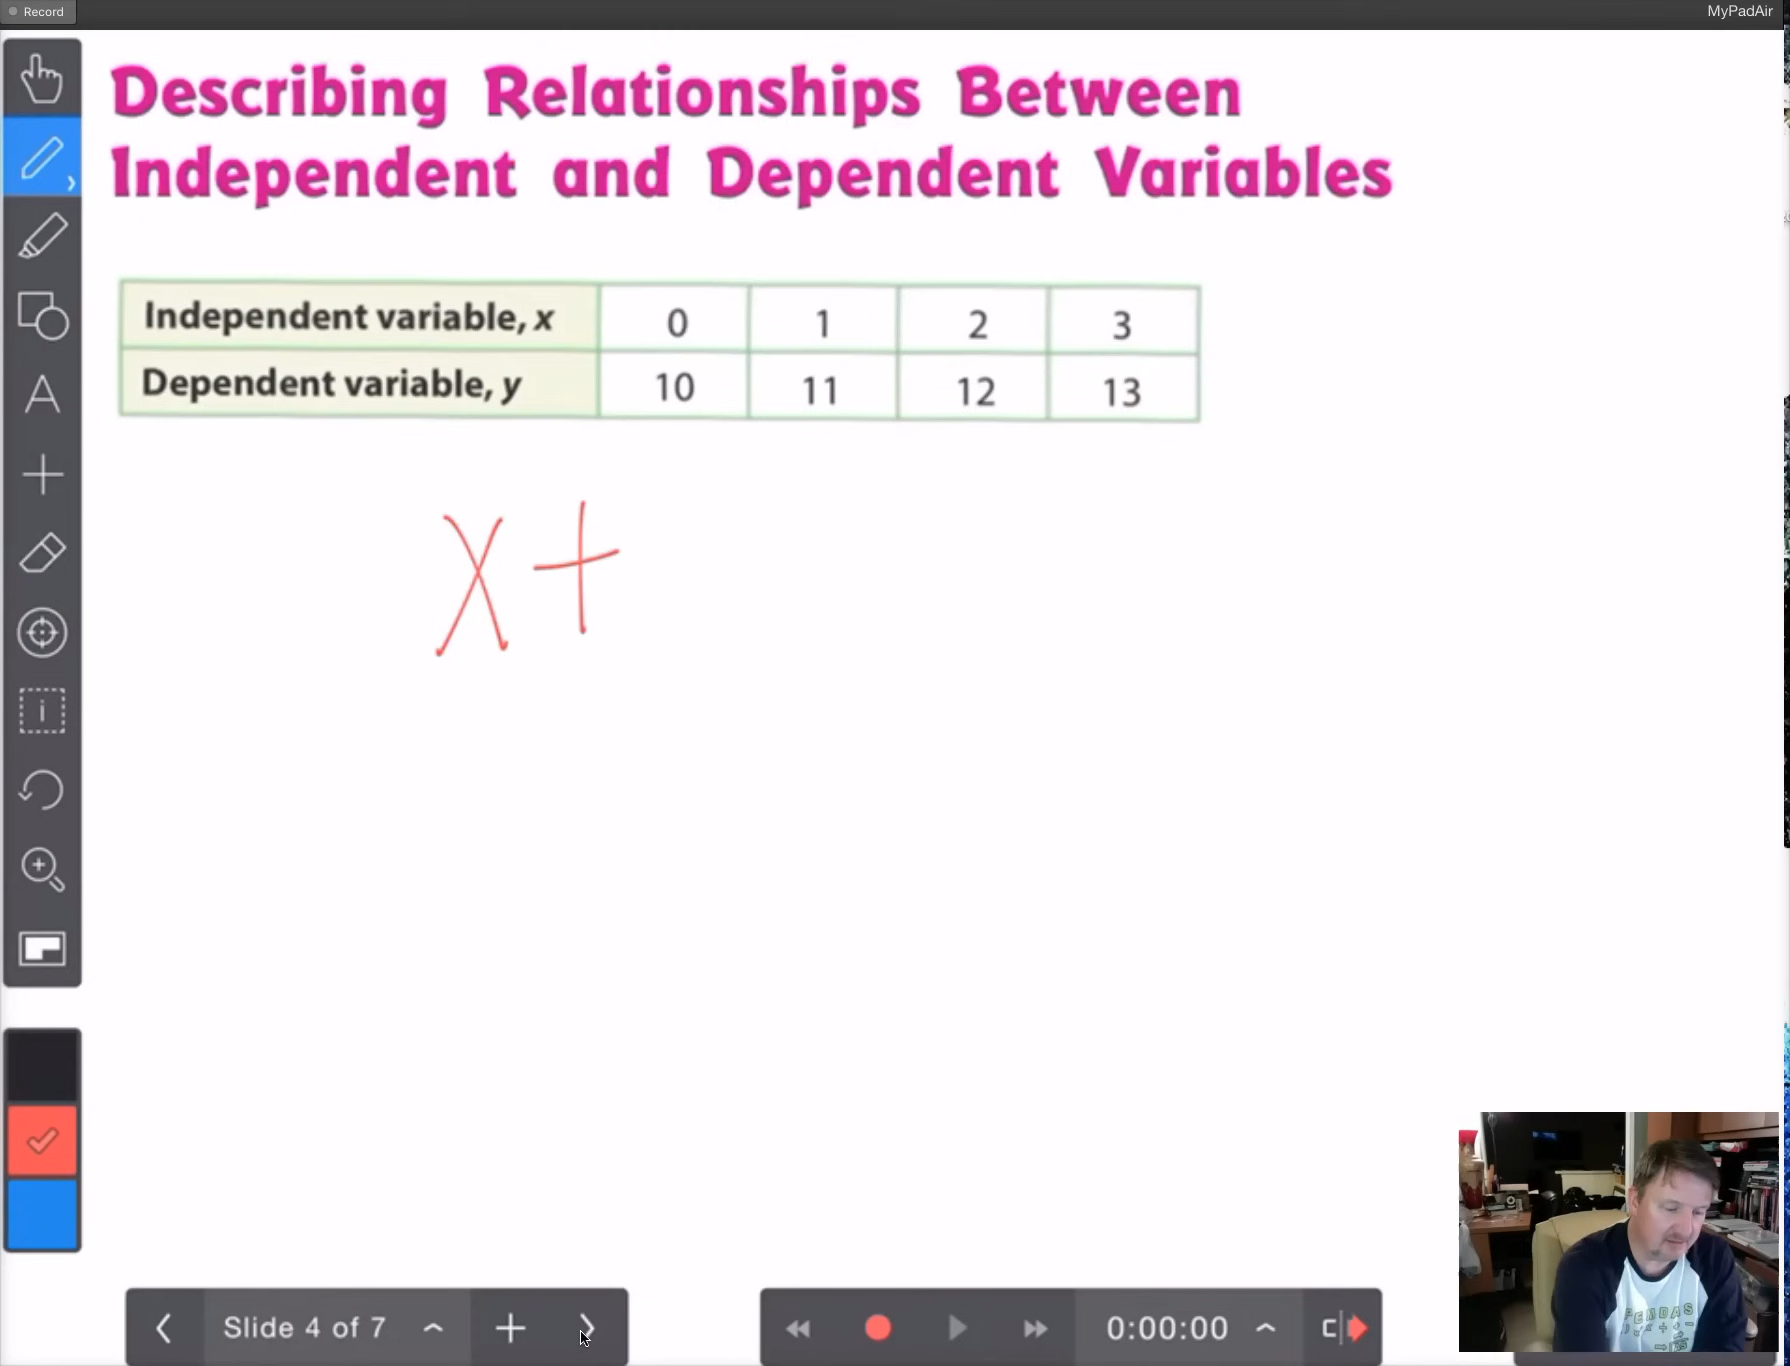 Record
MyPadAir
Describing Relationships Between
Independent and Dependent Variables
Independent variable, x 0 1 2 3
Dependent variable, y 10 11 12 13
x +
Slide 4 of 7
0:00:00
PEMDAS